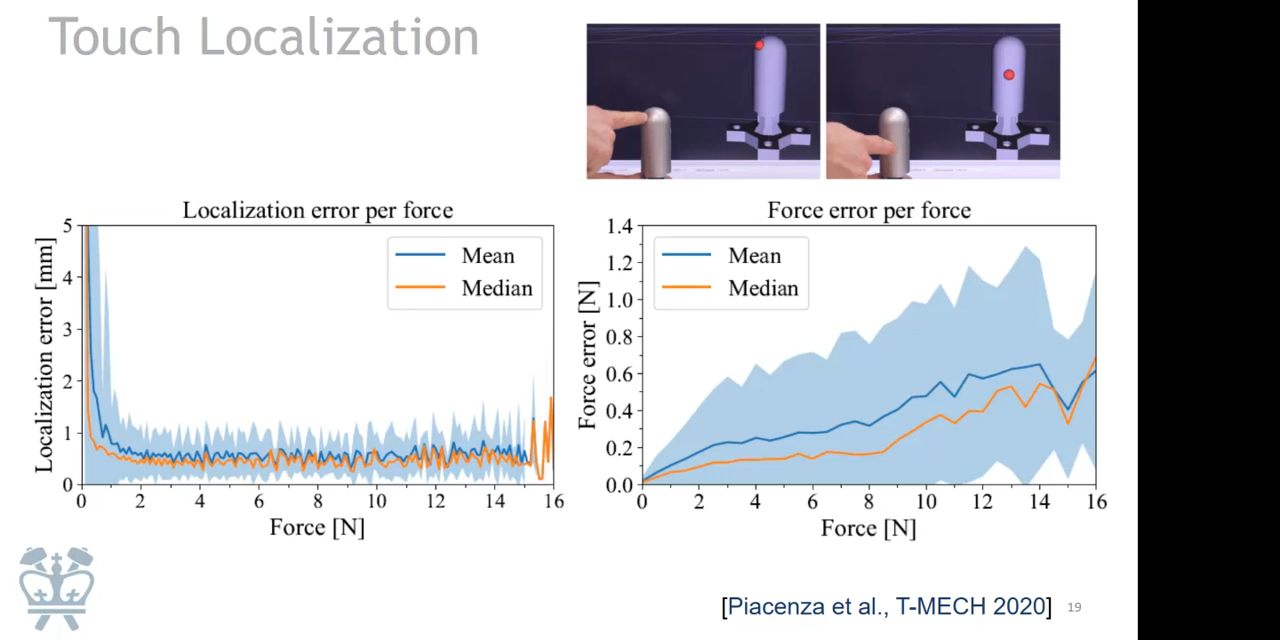 Touch Localization
Localization error per force
Localization error [mm]
5
4
3
2
1
0
Mean
Median
0 2 4 6 8 10 12 14 16
Force [N]
Force error per force
Force error [N]
1.4
1.2
1.0
0.8
0.6
0.4
0.2
0.0
Mean
Median
0 2 4 6 8 10 12 14 16
Force [N]
[Piacenza et al., T-MECH 2020]
19